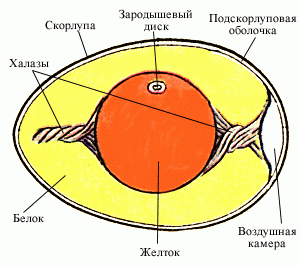 Зародышевый
диск
Скорлупа
Подскорлуповая
оболочка
Халазы
Белок
Желток
Воздушная
камера